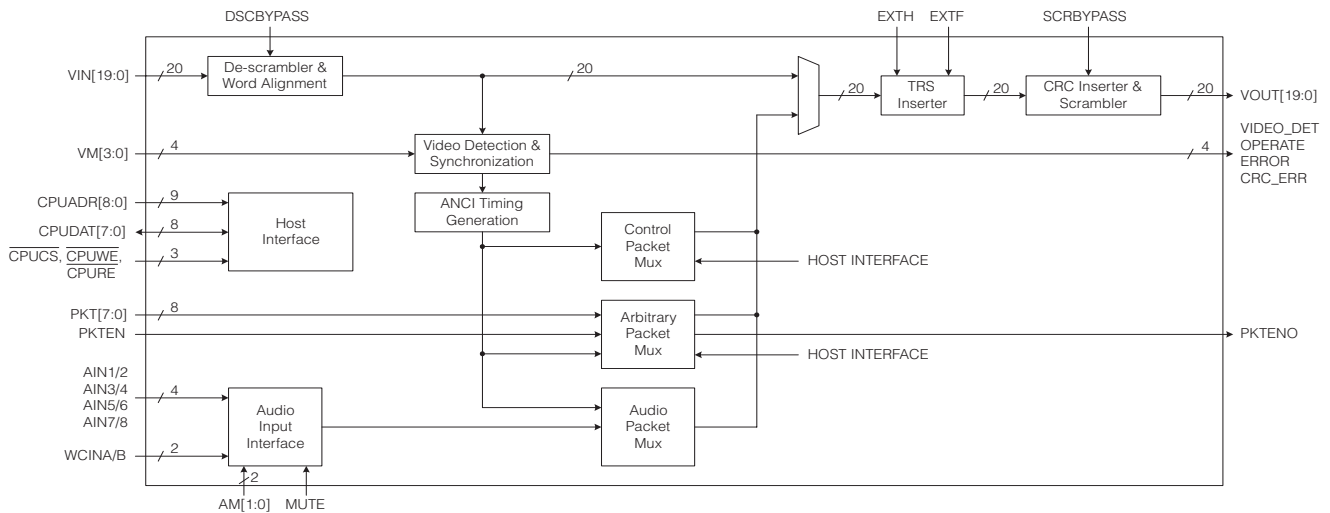 DSCBYPASS
EXTH
EXTF
SCRBYPASS
VIN[19:0]
20
De-scrambler &
Word Alignment
20
20
TRS
Inserter
20
CRC Inserter &
Scrambler
20
VOUT[19:0]
VM[3:0]
4
Video Detection &
Synchronization
4
VIDEO_DET
OPERATE
ERROR
CRC_ERR
CPUADR[8:0]
9
CPUDAT[7:0]
8
CPUCS, CPUWE,
CPURE
3
Host
Interface
ANCI Timing
Generation
Control
Packet
Mux
HOST INTERFACE
PKT[7:0]
8
PKTEN
Arbitrary
Packet
Mux
PKTENO
HOST INTERFACE
AIN1/2
AIN3/4
AIN5/6
AIN7/8
4
WCINA/B
2
Audio
Input
Interface
Audio
Packet
Mux
2
AM[1:0]
MUTE